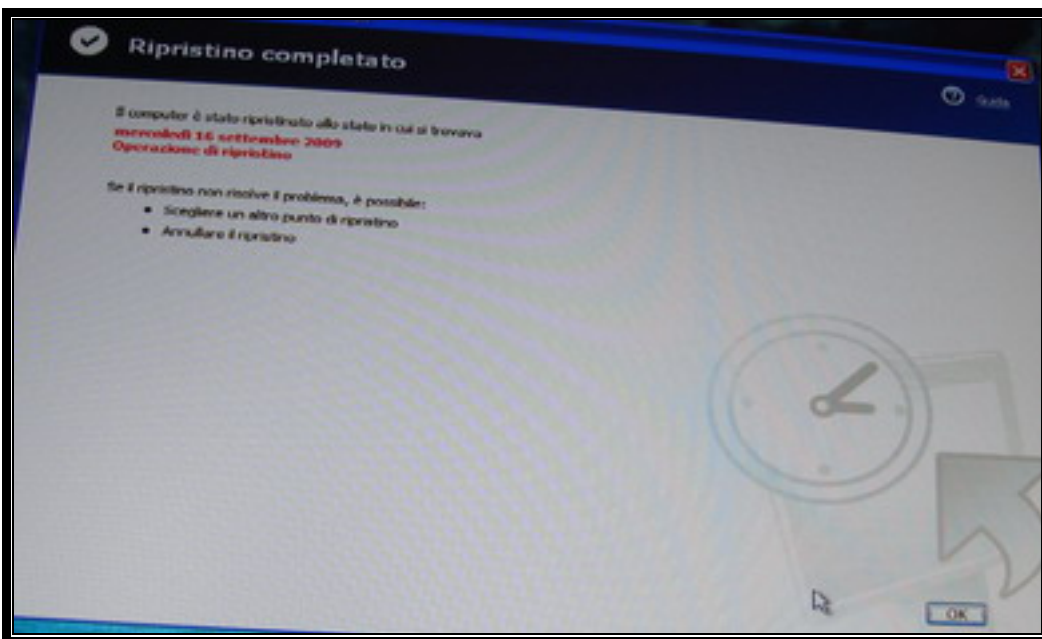 Ripristino completato
Guida
Il computer è stato ripristinato allo stato in cui si trovava
mercoledì 16 settembre 2009
Operazione di ripristino
Se il ripristino non risolve il problema, è possibile:
• Scegliere un altro punto di ripristino
• Annullare il ripristino
OK